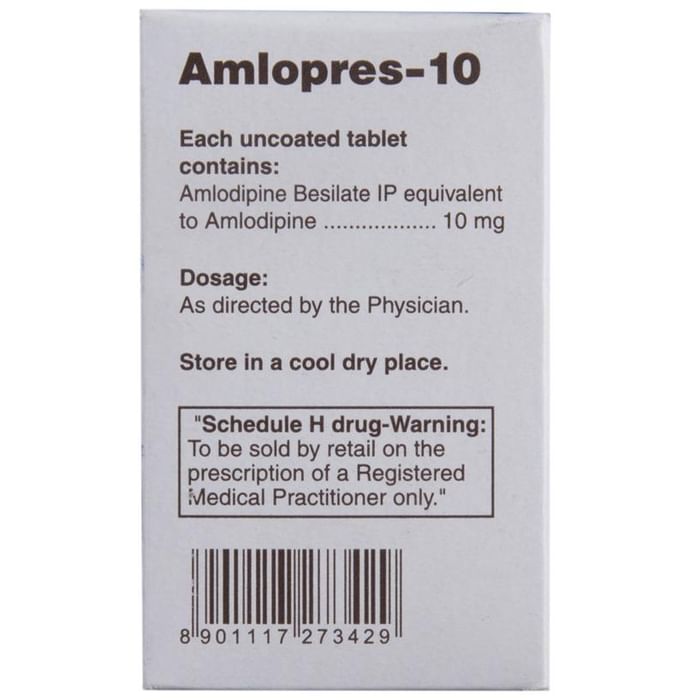 Amlopres-10
Each uncoated tablet
contains:
Amlodipine Besilate IP equivalent
to Amlodipine .................. 10 mg
Dosage:
As directed by the Physician.
Store in a cool dry place.
"Schedule H drug-Warning:
To be sold by retail on the
prescription of a Registered
Medical Practitioner only."
8 901117 273429